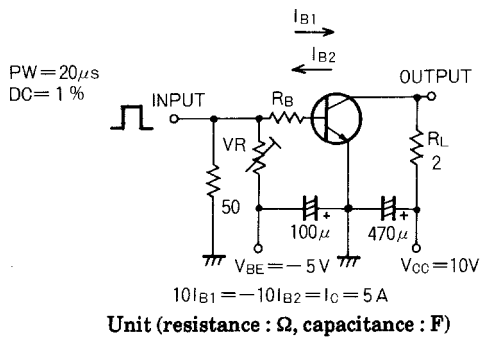 IB1
IB2
PW=20μs
DC=1%
INPUT
OUTPUT
RB
VR
RL
2
50
100μ
+
470μ
+
VBE=−5V
VCC=10V
10IB1=−10IB2=IC=5A
Unit (resistance : Ω, capacitance : F)